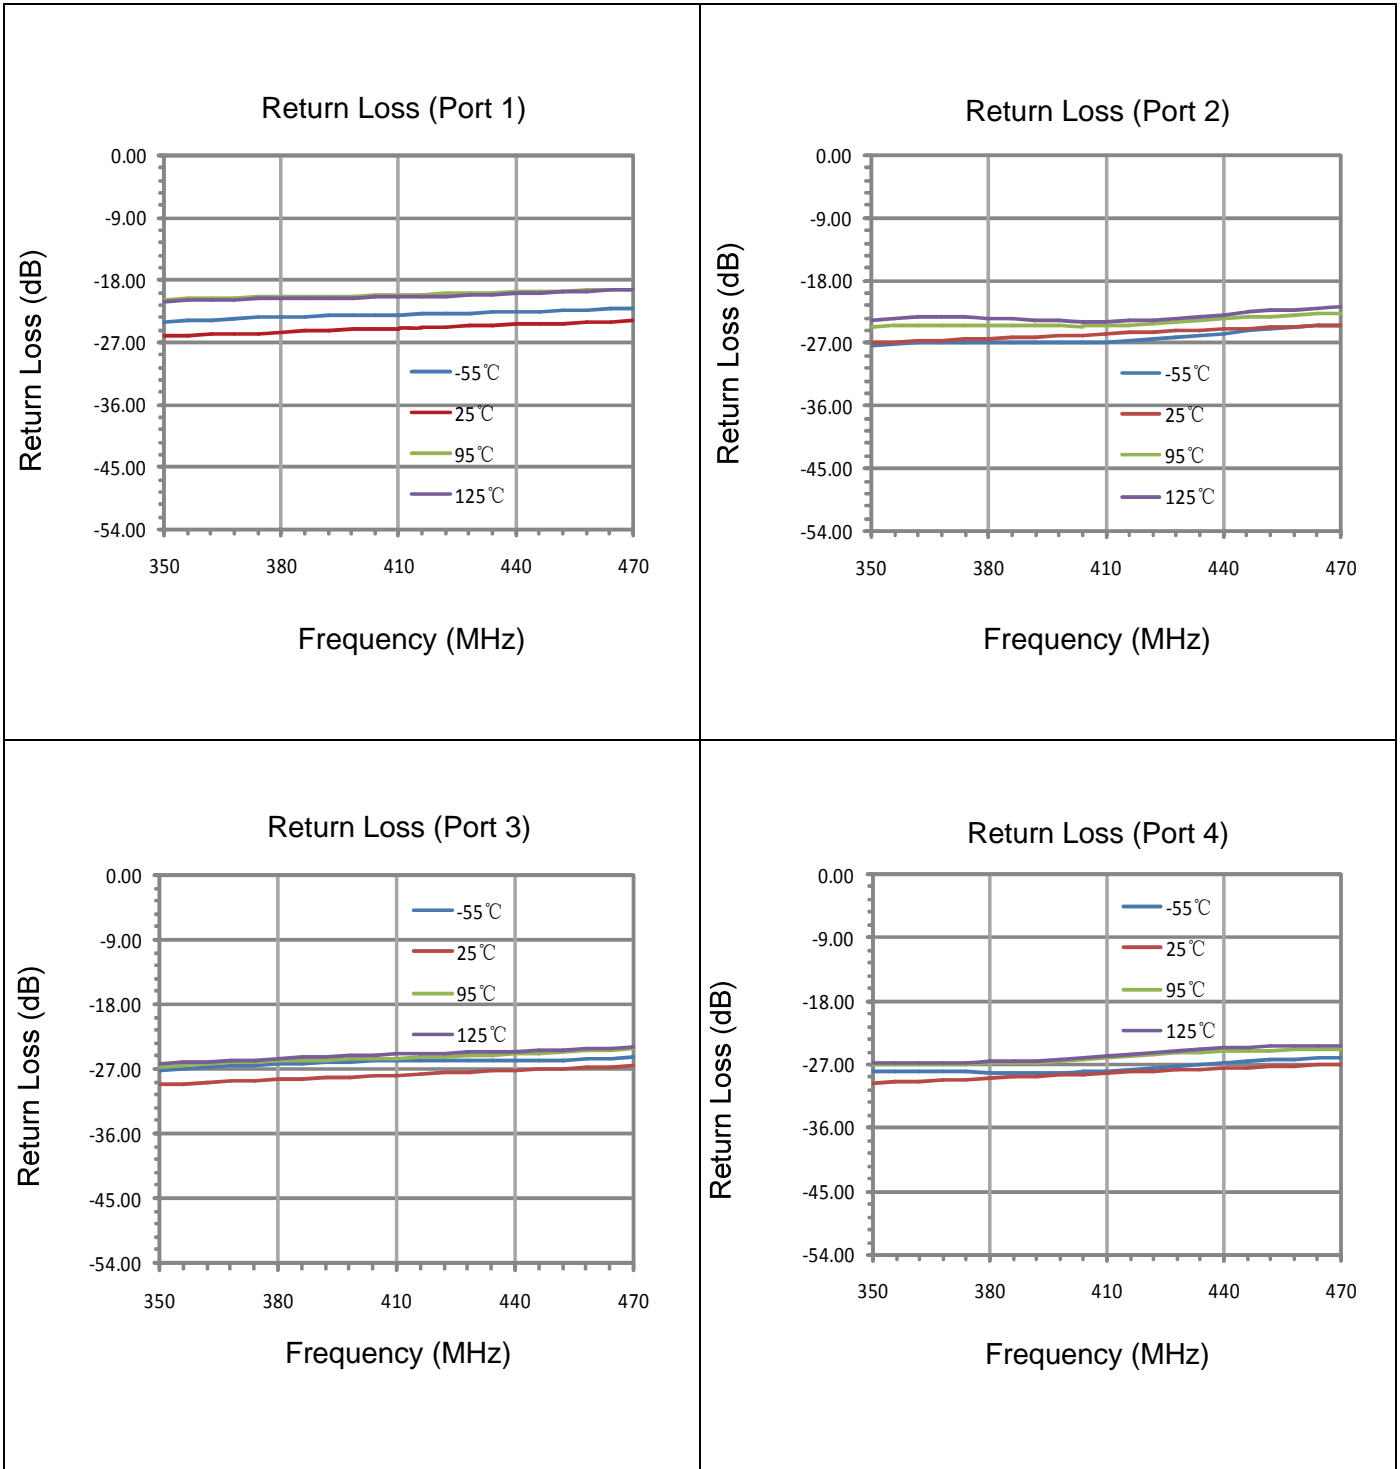 Return Loss (Port 1)
Return Loss (dB)
0.00
-9.00
-18.00
-27.00
-36.00
-45.00
-54.00
-55℃
25℃
95℃
125℃
350 380 410 440 470
Frequency (MHz)
Return Loss (Port 2)
Return Loss (dB)
0.00
-9.00
-18.00
-27.00
-36.00
-45.00
-54.00
-55℃
25℃
95℃
125℃
350 380 410 440 470
Frequency (MHz)
Return Loss (Port 3)
Return Loss (dB)
0.00
-9.00
-18.00
-27.00
-36.00
-45.00
-54.00
-55℃
25℃
95℃
125℃
350 380 410 440 470
Frequency (MHz)
Return Loss (Port 4)
Return Loss (dB)
0.00
-9.00
-18.00
-27.00
-36.00
-45.00
-54.00
-55℃
25℃
95℃
125℃
350 380 410 440 470
Frequency (MHz)